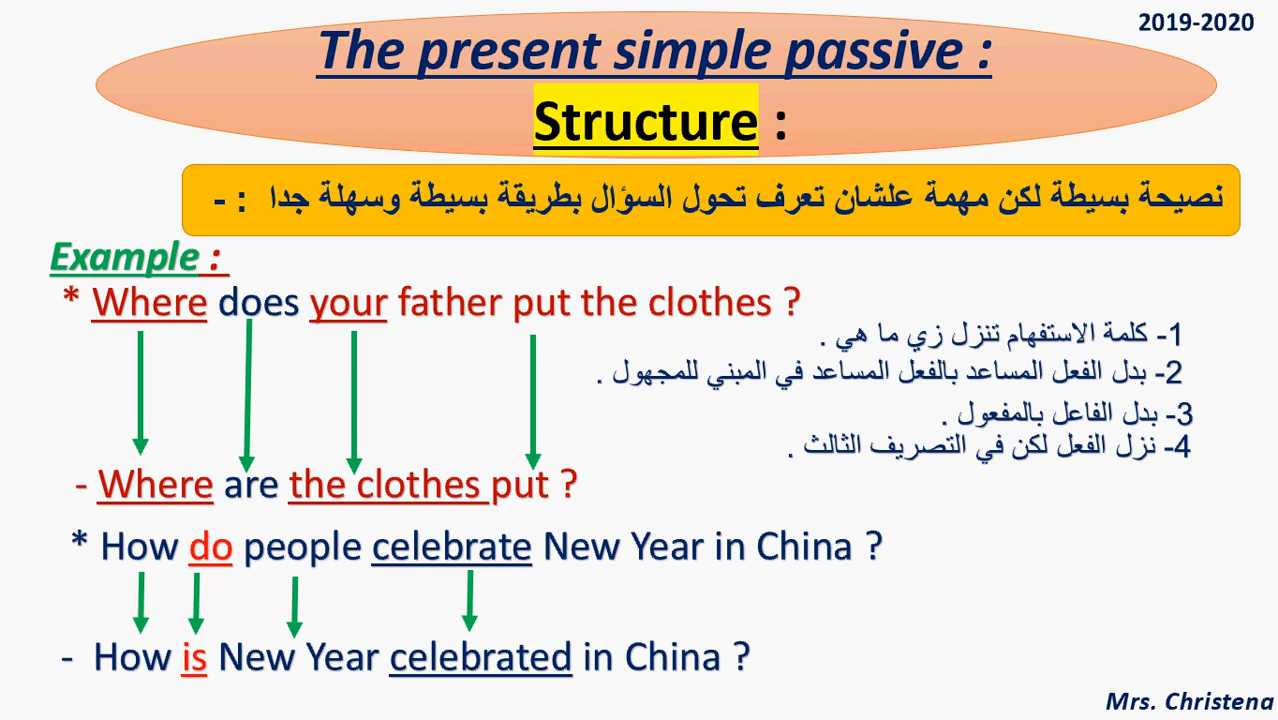 2019-2020
The present simple passive :
Structure :
نصيحة بسيطة لكن مهمة علشان تعرف تحول السؤال بطريقة بسيطة وسهلة جدا : -
Example :
* Where does your father put the clothes ?
1- كلمة الاستفهام تنزل زي ما هي .
2- بدل الفعل المساعد بالفعل المساعد في المبني للمجهول .
3- بدل الفاعل بالمفعول .
4- نزل الفعل لكن في التصريف الثالث .
- Where are the clothes put ?
* How do people celebrate New Year in China ?
- How is New Year celebrated in China ?
Mrs. Christena